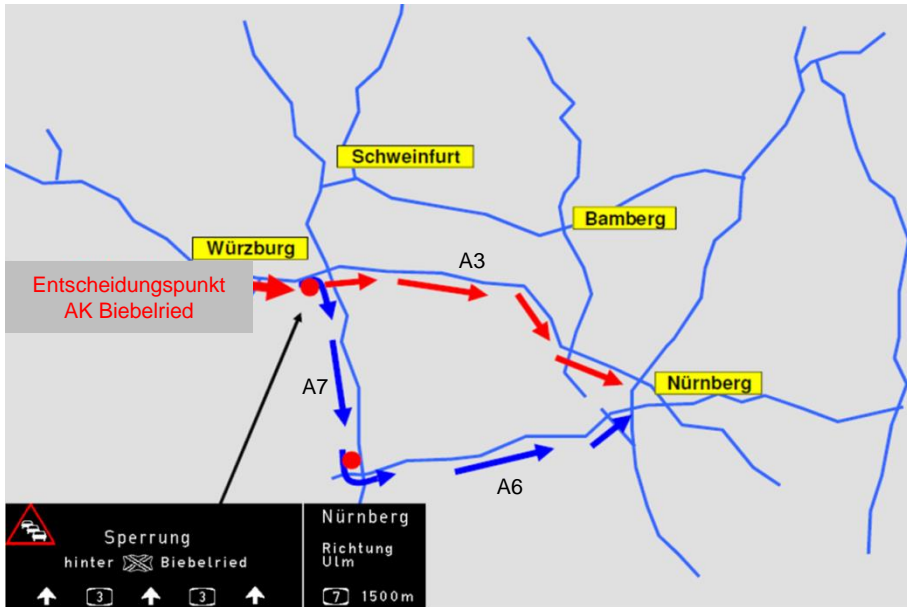 Schweinfurt
Bamberg
Würzburg
A3
Entscheidungspunkt
AK Biebelried
A7
Nürnberg
A6
Sperrung
hinter Biebelried
3 3
Nürnberg
Richtung
Ulm
7 1500m